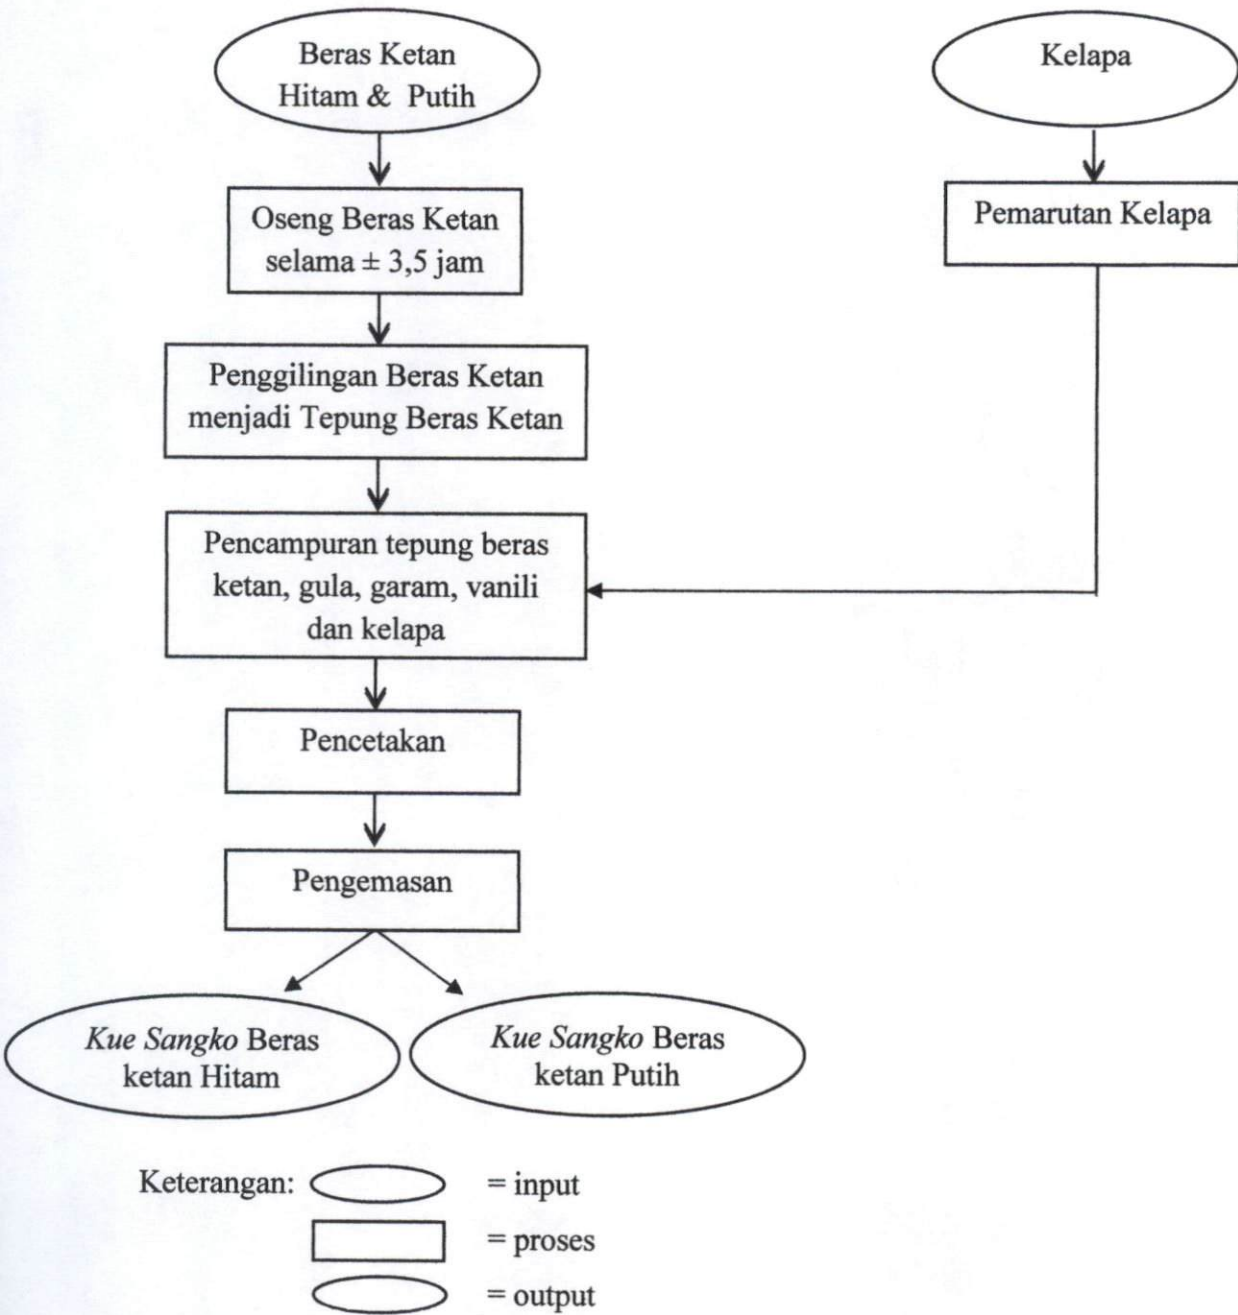 Beras Ketan
Hitam & Putih
Kelapa
Oseng Beras Ketan
selama ± 3,5 jam
Pemarutan Kelapa
Penggilingan Beras Ketan
menjadi Tepung Beras Ketan
Pencampuran tepung beras
ketan, gula, garam, vanili
dan kelapa
Pencetakan
Pengemasan
Kue Sangko Beras
ketan Hitam
Kue Sangko Beras
ketan Putih
Keterangan:
= input
= proses
= output